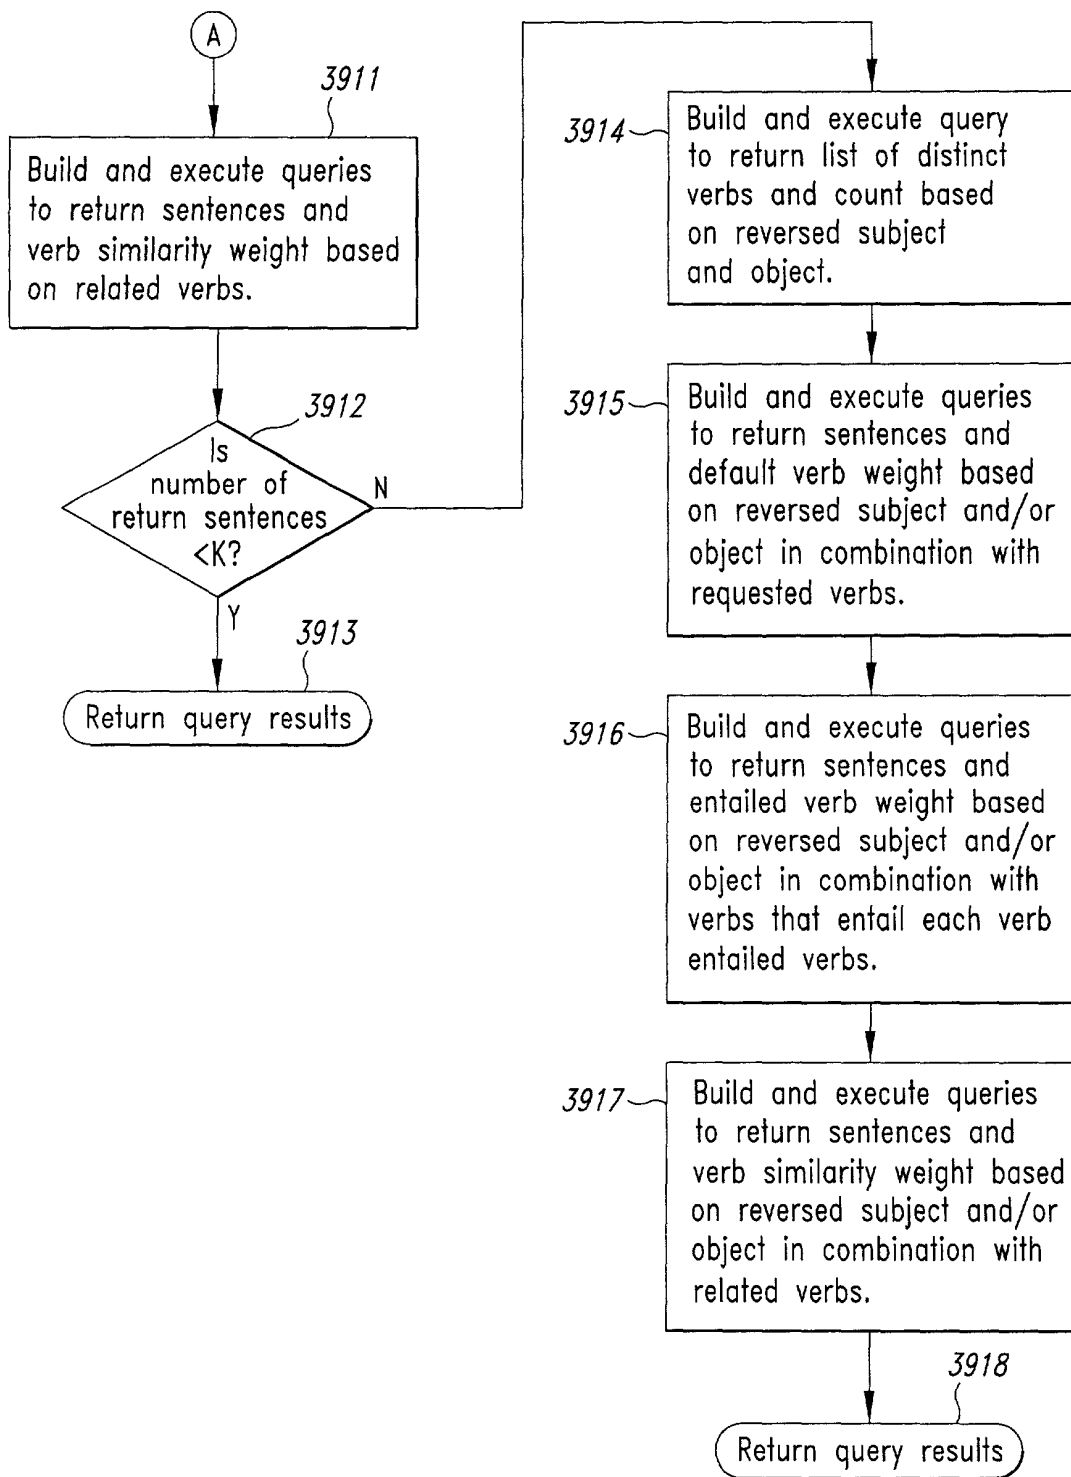 A
3911
Build and execute queries
to return sentences and
verb similarity weight based
on related verbs.
3912
Is
number of
return sentences
<K?
N
Y
3913
Return query results
3914
Build and execute query
to return list of distinct
verbs and count based
on reversed subject
and object.
3915
Build and execute queries
to return sentences and
default verb weight based
on reversed subject and/or
object in combination with
requested verbs.
3916
Build and execute queries
to return sentences and
entailed verb weight based
on reversed subject and/or
object in combination with
verbs that entail each verb
entailed verbs.
3917
Build and execute queries
to return sentences and
verb similarity weight based
on reversed subject and/or
object in combination with
related verbs.
3918
Return query results